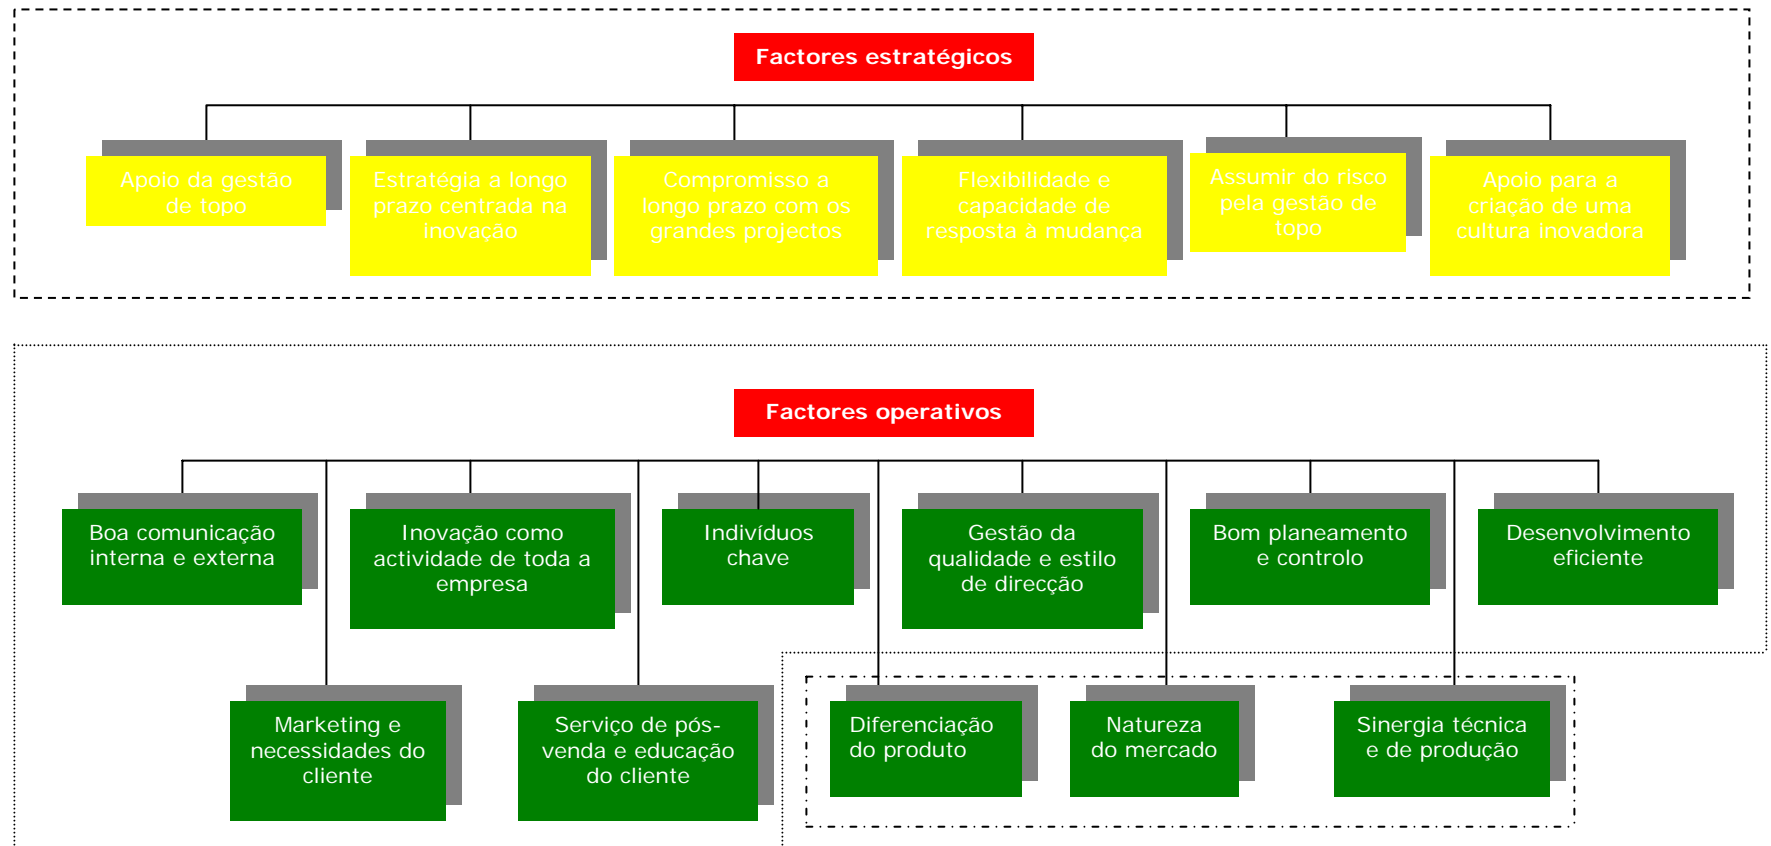 Factores estratégicos
Apoio da gestão
de topo
Estratégia a longo
prazo centrada na
inovação
Compromisso a
longo prazo com os
grandes projectos
Flexibilidade e
capacidade de
resposta à mudança
Assumir do risco
pela gestão de
topo
Apoio para a
criação de uma
cultura inovadora
Factores operativos
Boa comunicação
interna e externa
Inovação como
actividade de toda a
empresa
Indivíduos
chave
Gestão da
qualidade e estilo
de direcção
Bom planeamento
e controlo
Desenvolvimento
eficiente
Marketing e
necessidades do
cliente
Serviço de pós-
venda e educação
do cliente
Diferenciação
do produto
Natureza
do mercado
Sinergia técnica
e de produção